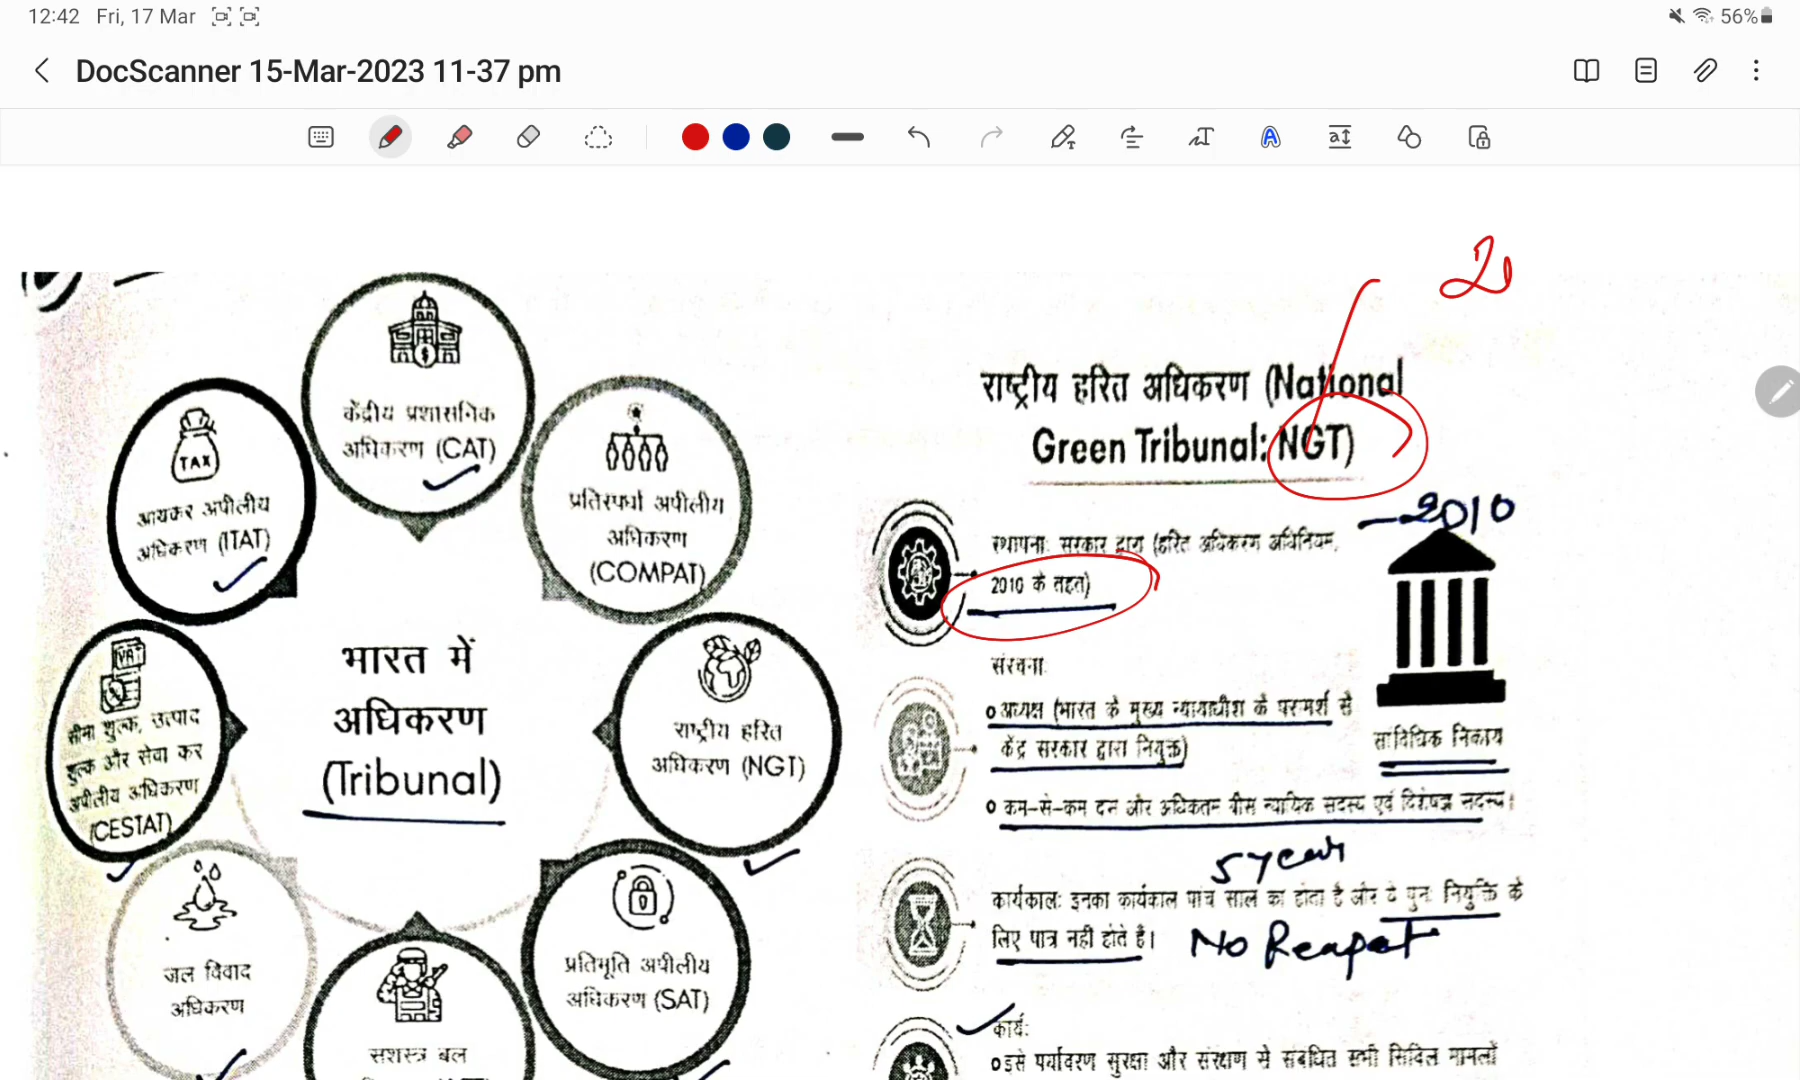 12:42 Fri, 17 Mar
56%
DocScanner 15-Mar-2023 11-37 pm
केंद्रीय प्रशासनिक
अधिकरण (CAT)
TAX
आयकर अपीलीय
अधिकरण (ITAT)
प्रतिस्पर्धा अपीलीय
अधिकरण
(COMPAT)
भारत में
अधिकरण
(Tribunal)
सीमा शुल्क, उत्पाद
शुल्क और सेवा कर
अपीलीय अधिकरण
(CESTAT)
राष्ट्रीय हरित
अधिकरण (NGT)
जल विवाद
अधिकरण
प्रतिभूति अपीलीय
अधिकरण (SAT)
सशस्त्र बल
राष्ट्रीय हरित अधिकरण (National
Green Tribunal: NGT)
2010
स्थापना: सरकार द्वारा (हरित अधिकरण अधिनियम,
2010 के तहत)
संरचना:
अध्यक्ष (भारत के मुख्य न्यायाधीश के परामर्श से
केंद्र सरकार द्वारा नियुक्त)
सांविधिक निकाय
कम-से-कम दस और अधिकतम बीस न्यायिक सदस्य एवं विशेषज्ञ सदस्य।
5 year
कार्यकाल: इनका कार्यकाल पांच साल का होता है और वे पुनः नियुक्ति के
लिए पात्र नहीं होते हैं।
No Reapet
कार्य:
इसे पर्यावरण सुरक्षा और संरक्षण से संबंधित सभी सिविल मामलों